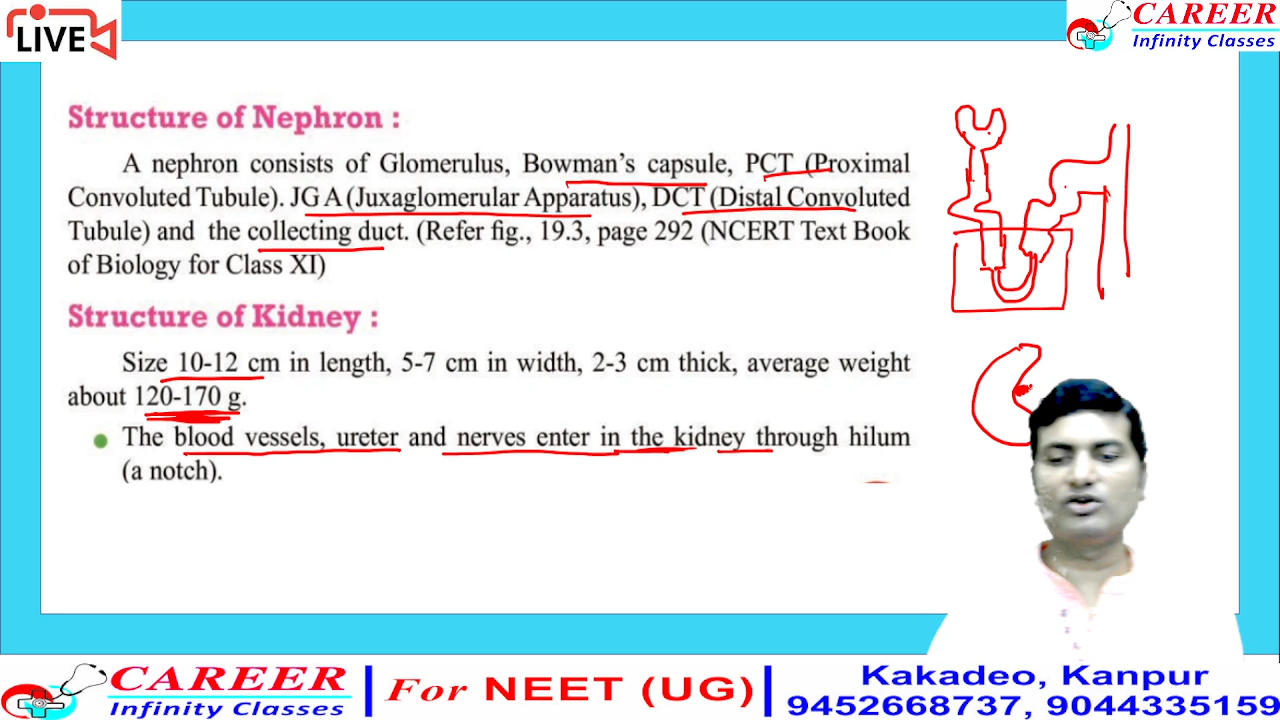 LIVE
CAREER
Infinity Classes
Structure of Nephron :
A nephron consists of Glomerulus, Bowman's capsule, PCT (Proximal
Convoluted Tubule). JG A (Juxaglomerular Apparatus), DCT (Distal Convoluted
Tubule) and the collecting duct. (Refer fig., 19.3, page 292 (NCERT Text Book
of Biology for Class XI)
Structure of Kidney :
Size 10-12 cm in length, 5-7 cm in width, 2-3 cm thick, average weight
about 120-170 g.
The blood vessels, ureter and nerves enter in the kidney through hilum
(a notch).
CAREER
Infinity Classes
For NEET (UG)
Kakadeo, Kanpur
9452668737, 9044335159